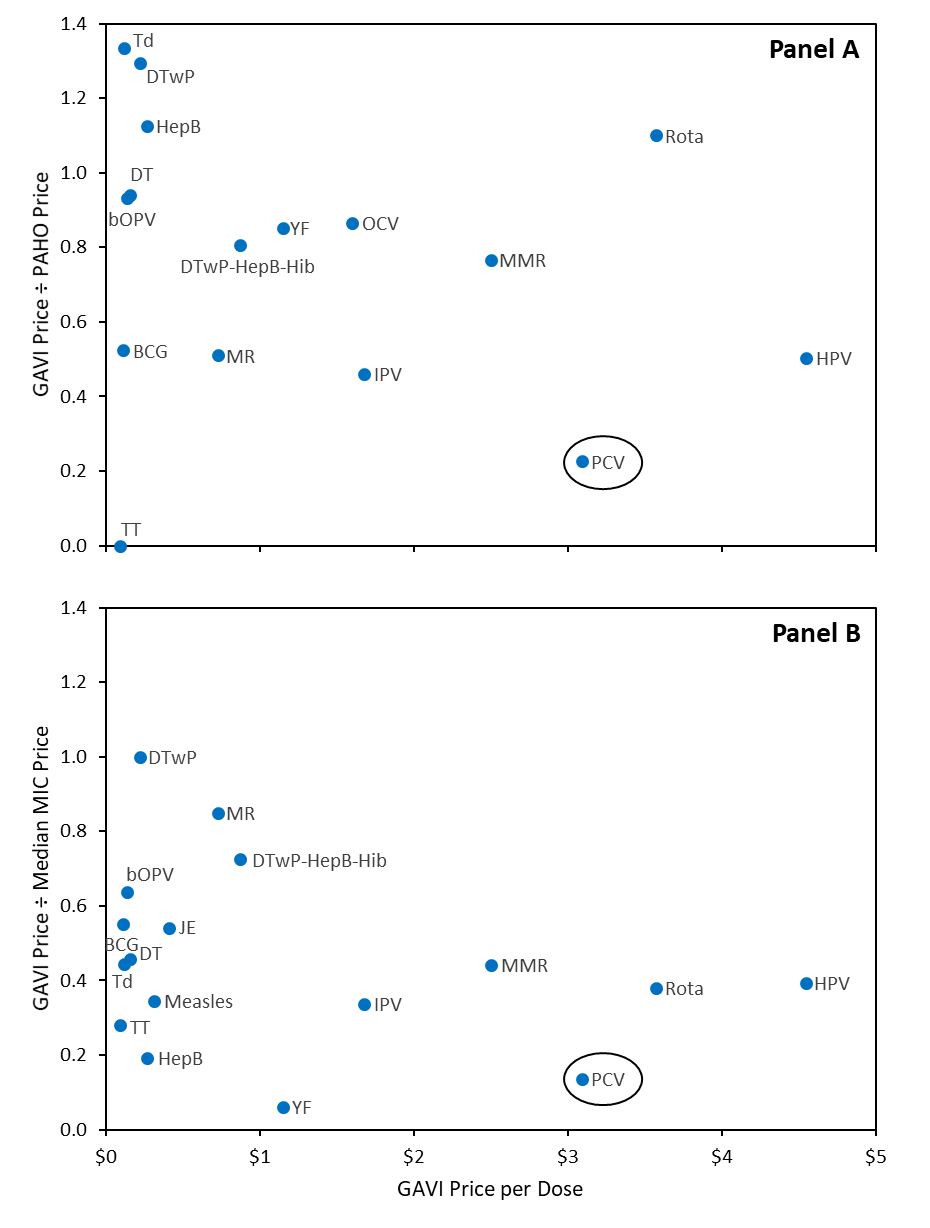 1.4
Td
Panel A
DTwP
1.2
HepB
Rota
1.0
DT
bOPV
YF
OCV
0.8
DTwP-HepB-Hib
MMR
GAVI Price ÷ PAHO Price
0.6
BCG
MR
HPV
IPV
0.4
PCV
0.2
TT
0.0
1.4
Panel B
1.2
1.0
DTwP
MR
0.8
DTwP-HepB-Hib
bOPV
GAVI Price ÷ Median MIC Price
0.6
JE
BCG
DT
MMR
0.4
Td
HPV
Rota
Measles
IPV
TT
0.2
HepB
PCV
YF
0.0
$0 $1 $2 $3 $4 $5
GAVI Price per Dose